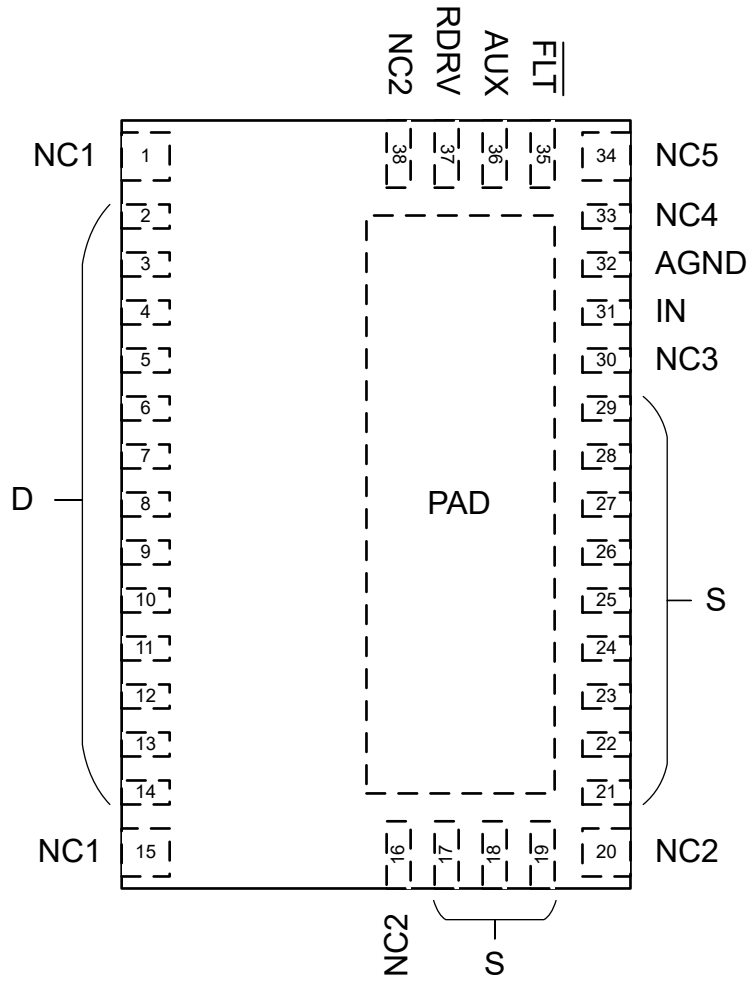 NC2
RDRV
AUX
FLT
NC1 1 38 37 36 35 34 NC5
2 33 NC4
3 32 AGND
4 31 IN
5 30 NC3
6 29
7 28
D 8 PAD 27
9 26
10 25 S
11 24
12 23
13 22
14 21
NC1 15 16 17 18 19 20 NC2
NC2
S